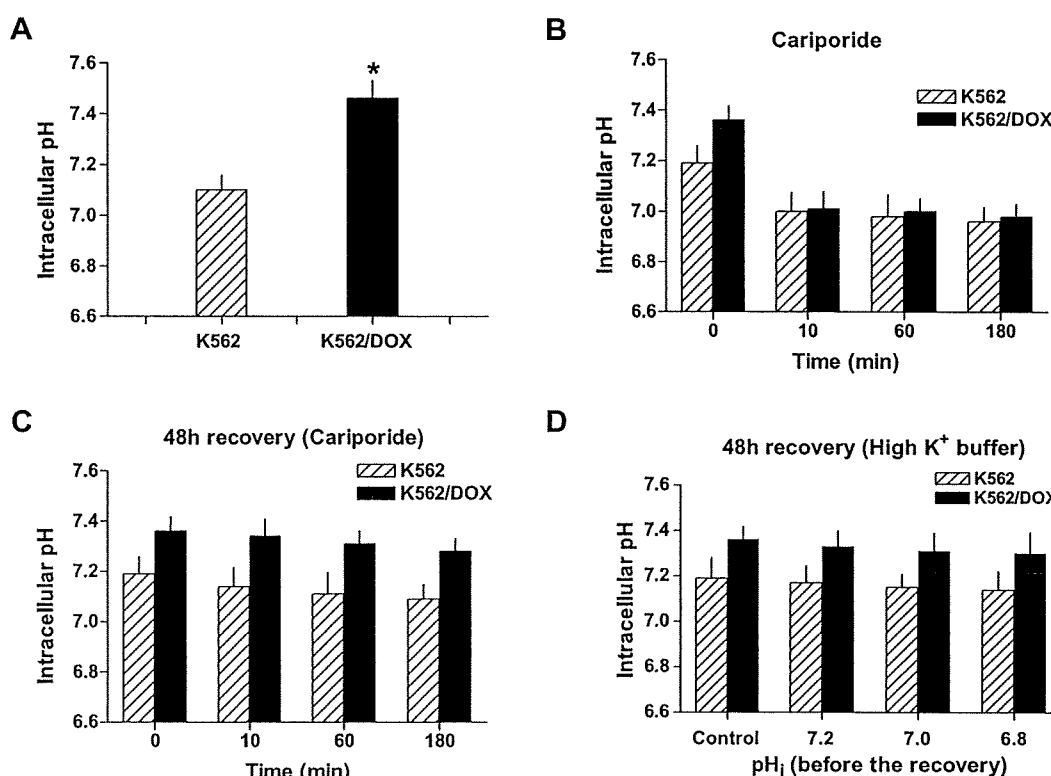 A
Intracellular pH
7.6
7.4
7.2
7.0
6.8
6.6
*
K562
K562/DOX
B
Cariporide
Intracellular pH
7.6
7.4
7.2
7.0
6.8
6.6
K562
K562/DOX
0
10
60
180
Time (min)
C
48h recovery (Cariporide)
Intracellular pH
7.6
7.4
7.2
7.0
6.8
6.6
K562
K562/DOX
0
10
60
180
Time (min)
D
48h recovery (High K⁺ buffer)
Intracellular pH
7.6
7.4
7.2
7.0
6.8
6.6
K562
K562/DOX
Control
7.2
7.0
6.8
pHᵢ (before the recovery)